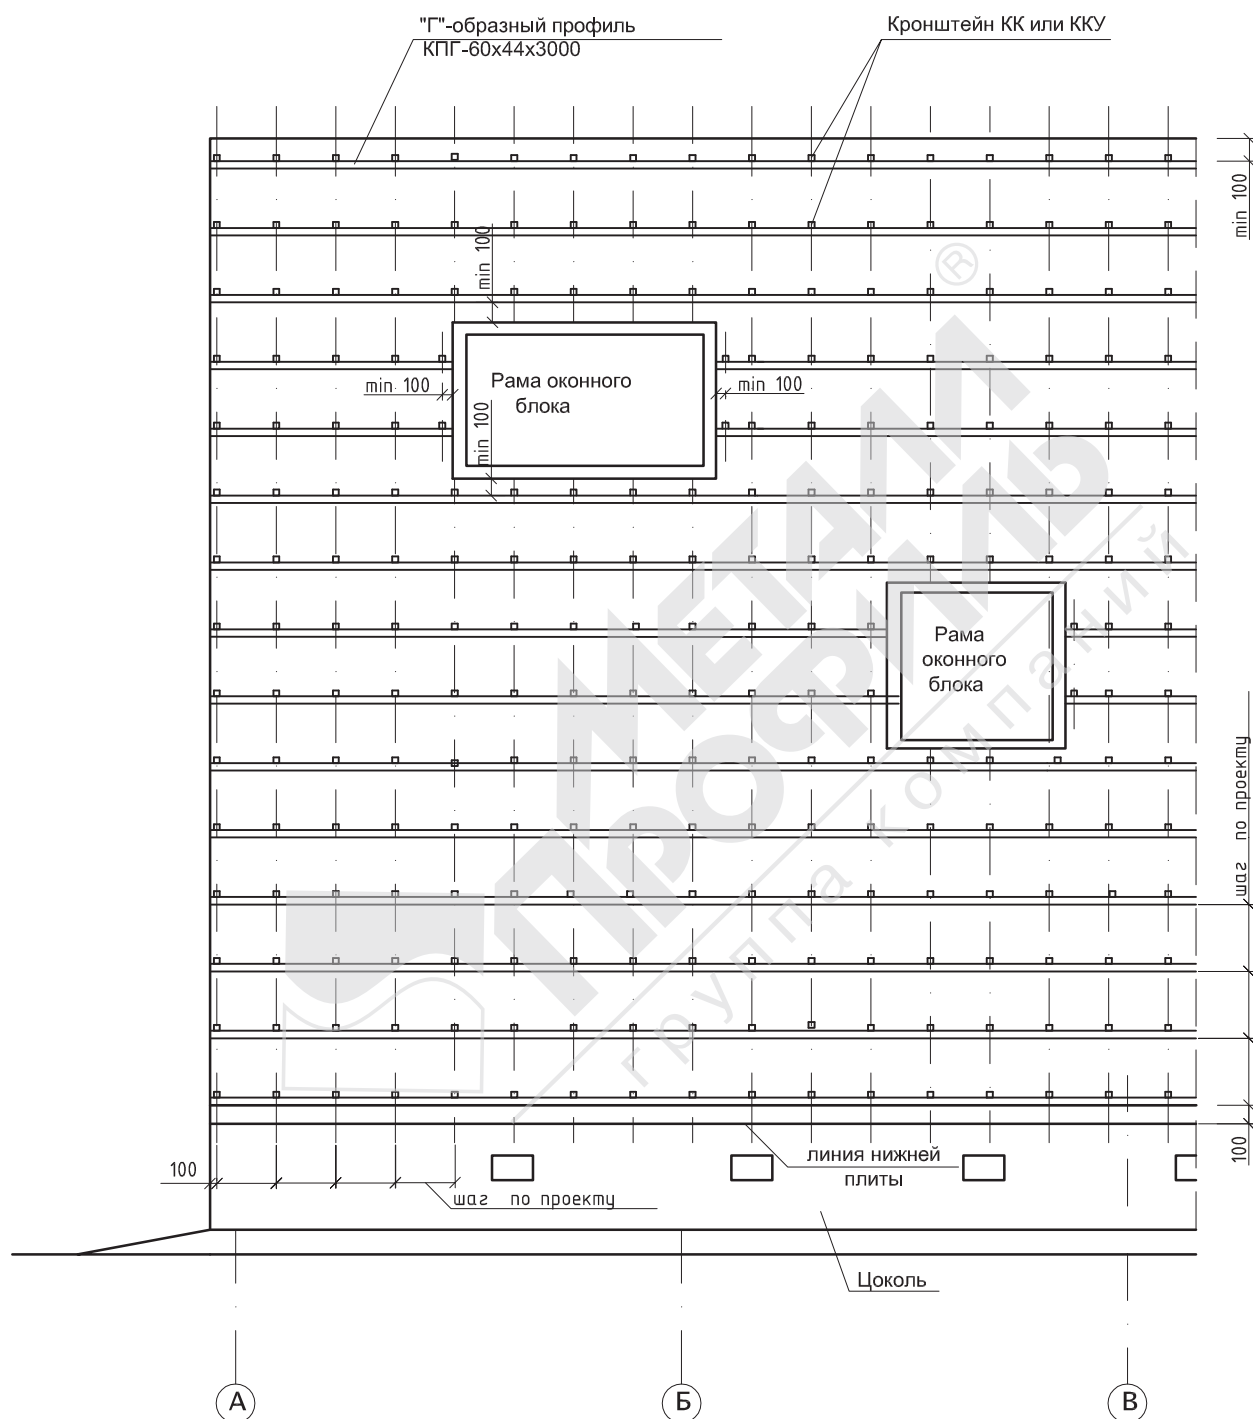 "Г"-образный профиль
КПГ-60х44х3000
Кронштейн КК или ККУ
min 100
min 100
®
min 100
Рама оконного
блока
min 100
min 100
МЕТАЛЛ
ПРОФИЛЬ
группа компаний
Рама
оконного
блока
шаг по проекту
100
линия нижней
плиты
100
шаг по проекту
Цоколь
А
Б
В